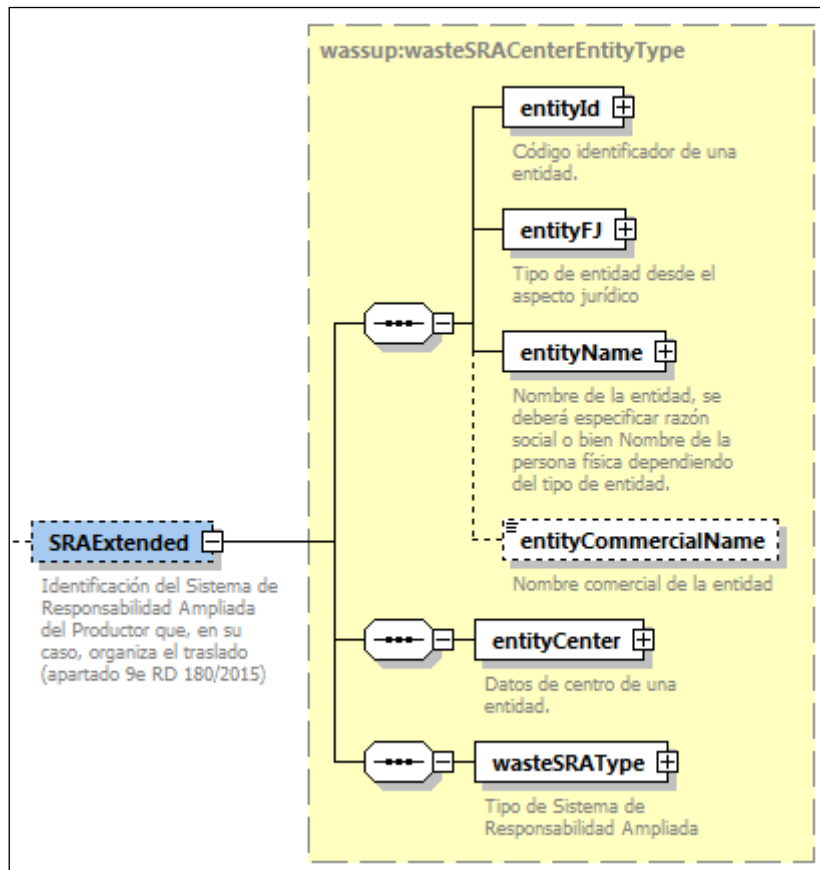 wassup:wasteSRACenterEntityType
entityId
Código identificador de una
entidad.
entityFJ
Tipo de entidad desde el
aspecto jurídico
entityName
Nombre de la entidad, se
deberá especificar razón
social o bien Nombre de la
persona física dependiendo
del tipo de entidad.
entityCommercialName
Nombre comercial de la entidad
SRAExtended
Identificación del Sistema de
Responsabilidad Ampliada
del Productor que, en su
caso, organiza el traslado
(apartado 9e RD 180/2015)
entityCenter
Datos de centro de una
entidad.
wasteSRAType
Tipo de Sistema de
Responsabilidad Ampliada